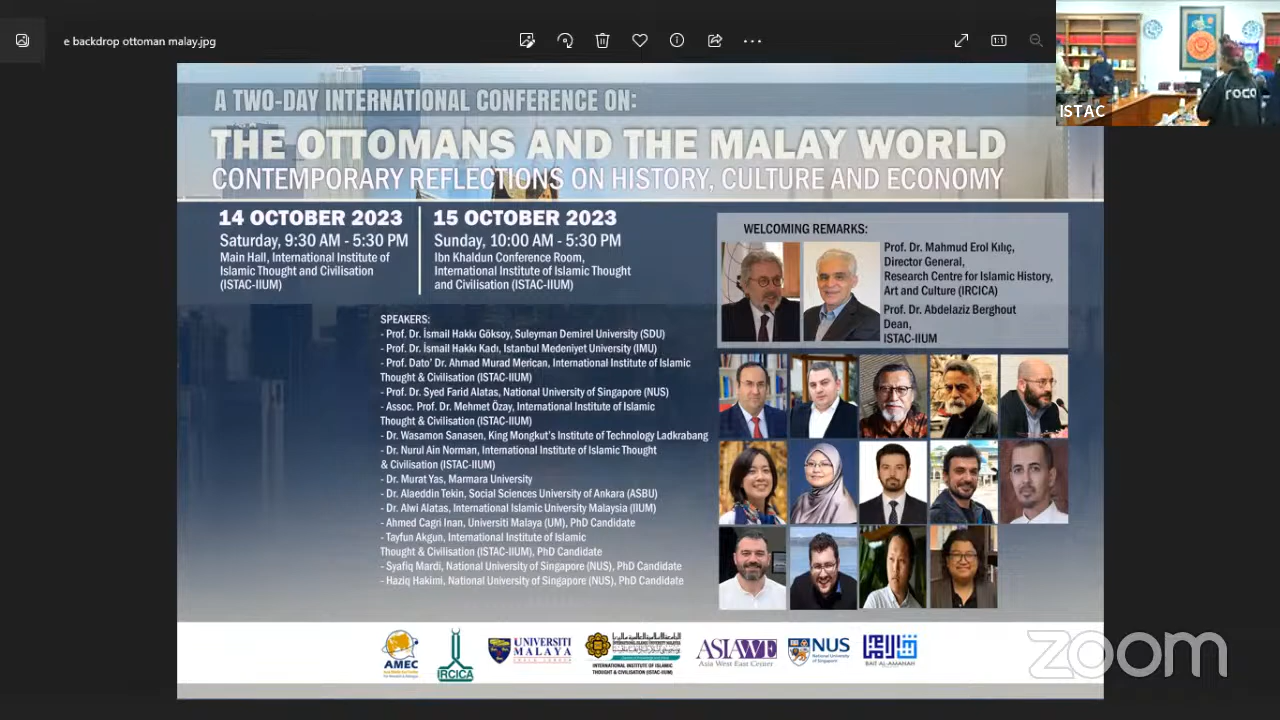 e backdrop ottoman malay.jpg
ISTAC
roca
A TWO-DAY INTERNATIONAL CONFERENCE ON:
THE OTTOMANS AND THE MALAY WORLD
CONTEMPORARY REFLECTIONS ON HISTORY, CULTURE AND ECONOMY
14 OCTOBER 2023
Saturday, 9:30 AM - 5:30 PM
Main Hall, International Institute of
Islamic Thought and Civilisation
(ISTAC-IIUM)
15 OCTOBER 2023
Sunday, 10:00 AM - 5:30 PM
Ibn Khaldun Conference Room,
International Institute of Islamic Thought
and Civilisation (ISTAC-IIUM)
WELCOMING REMARKS:
Prof. Dr. Mahmud Erol Kılıç,
Director General,
Research Centre for Islamic History,
Art and Culture (IRCICA)
Prof. Dr. Abdelaziz Berghout
Dean,
ISTAC-IIUM
SPEAKERS:
- Prof. Dr. İsmail Hakkı Göksoy, Suleyman Demirel University (SDU)
- Prof. Dr. İsmail Hakkı Kadı, Istanbul Medeniyet University (IMU)
- Prof. Dato' Dr. Ahmad Murad Merican, International Institute of Islamic
Thought & Civilisation (ISTAC-IIUM)
- Prof. Dr. Syed Farid Alatas, National University of Singapore (NUS)
- Assoc. Prof. Dr. Mehmet Özay, International Institute of Islamic
Thought & Civilisation (ISTAC-IIUM)
- Dr. Wasamon Sanasen, King Mongkut's Institute of Technology Ladkrabang
- Dr. Nurul Ain Norman, International Institute of Islamic Thought
& Civilisation (ISTAC-IIUM)
- Dr. Murat Yas, Marmara University
- Dr. Alaeddin Tekin, Social Sciences University of Ankara (ASBU)
- Dr. Alwi Alatas, International Islamic University Malaysia (IIUM)
- Ahmed Cagri Inan, Universiti Malaya (UM), PhD Candidate
- Tayfun Akgun, International Institute of Islamic
Thought & Civilisation (ISTAC-IIUM), PhD Candidate
- Syafiq Mardi, National University of Singapore (NUS), PhD Candidate
- Haziq Hakimi, National University of Singapore (NUS), PhD Candidate
AMEC
IRCICA
UNIVERSITI
MALAYA
INTERNATIONAL INSTITUTE OF ISLAMIC
THOUGHT & CIVILISATION (ISTAC-IIUM)
ASIAWE
Asia West East Center
NUS
National University
of Singapore
BAIT AL-AMANAH
zoom